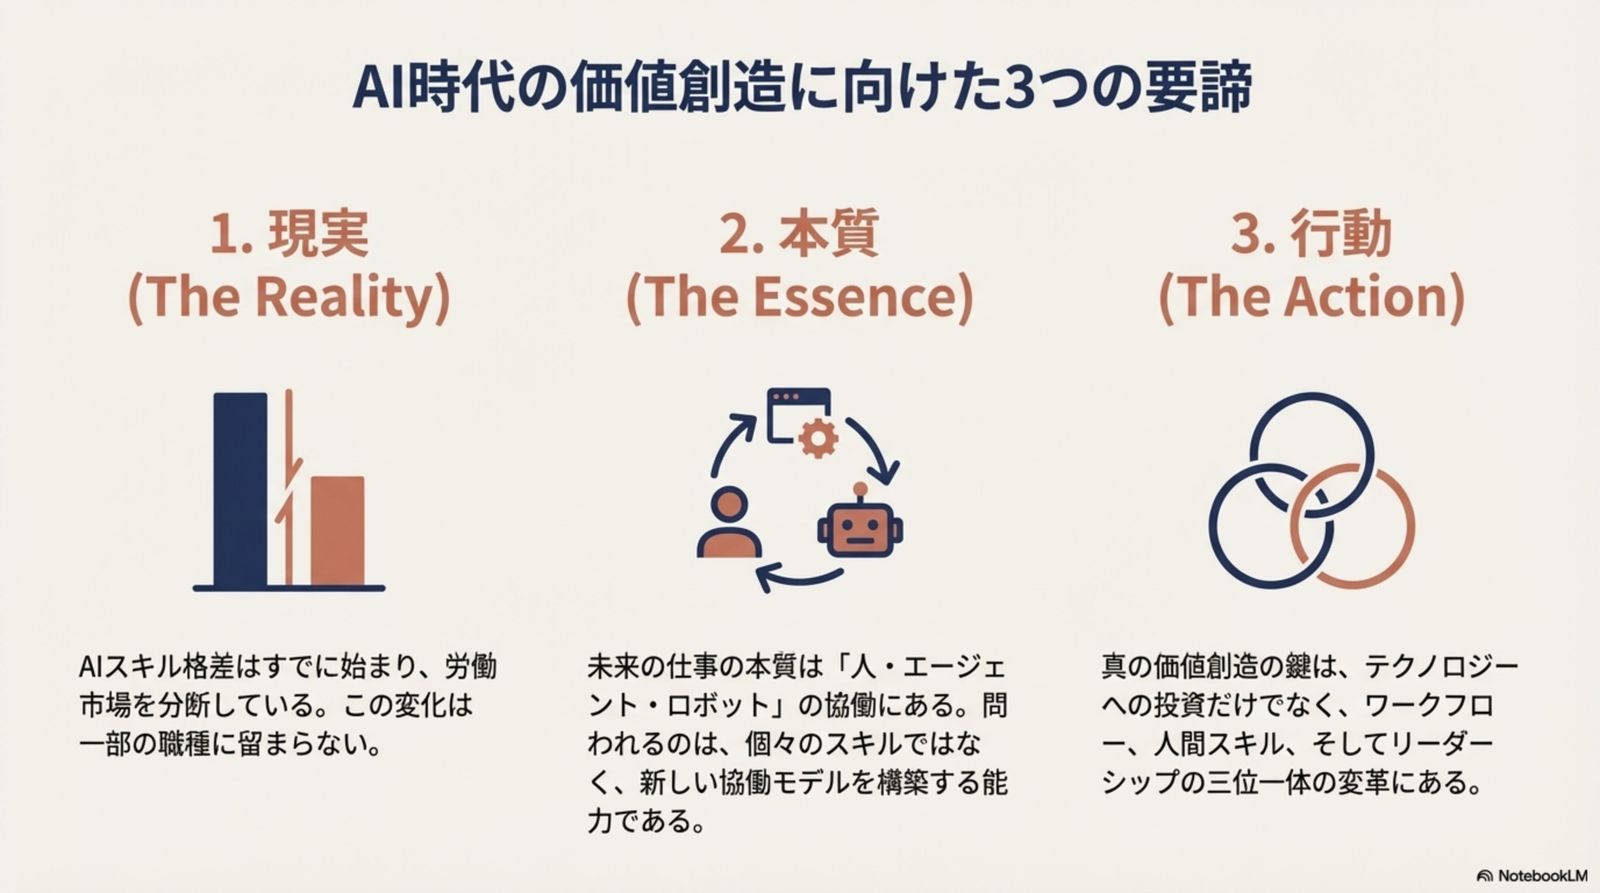 AI時代の価値創造に向けた3つの要諦
1. 現実
(The Reality)
AIスキル格差はすでに始まり、労働
市場を分断している。この変化は
一部の職種に留まらない。
2. 本質
(The Essence)
未来の仕事の本質は「人・エージェ
ント・ロボット」の協働にある。問
われるのは、個々のスキルではな
く、新しい協働モデルを構築する能
力である。
3. 行動
(The Action)
真の価値創造の鍵は、テクノロジー
への投資だけでなく、ワークフロ
ー、人間スキル、そしてリーダー
シップの三位一体の変革にある。
NotebookLM